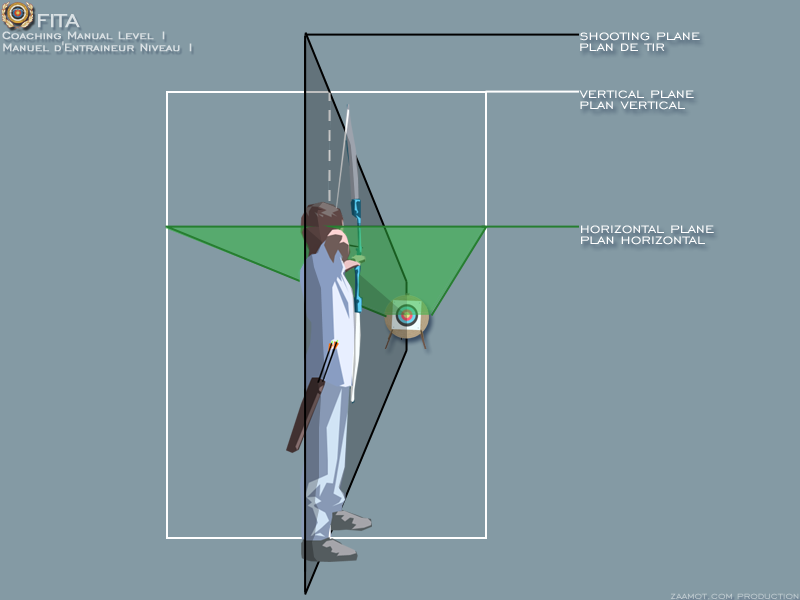 FITA
Coaching Manual Level 1
Manuel d'Entraineur Niveau 1
SHOOTING PLANE
PLAN DE TIR
VERTICAL PLANE
PLAN VERTICAL
HORIZONTAL PLANE
PLAN HORIZONTAL
ZAAMOT.COM PRODUCTION